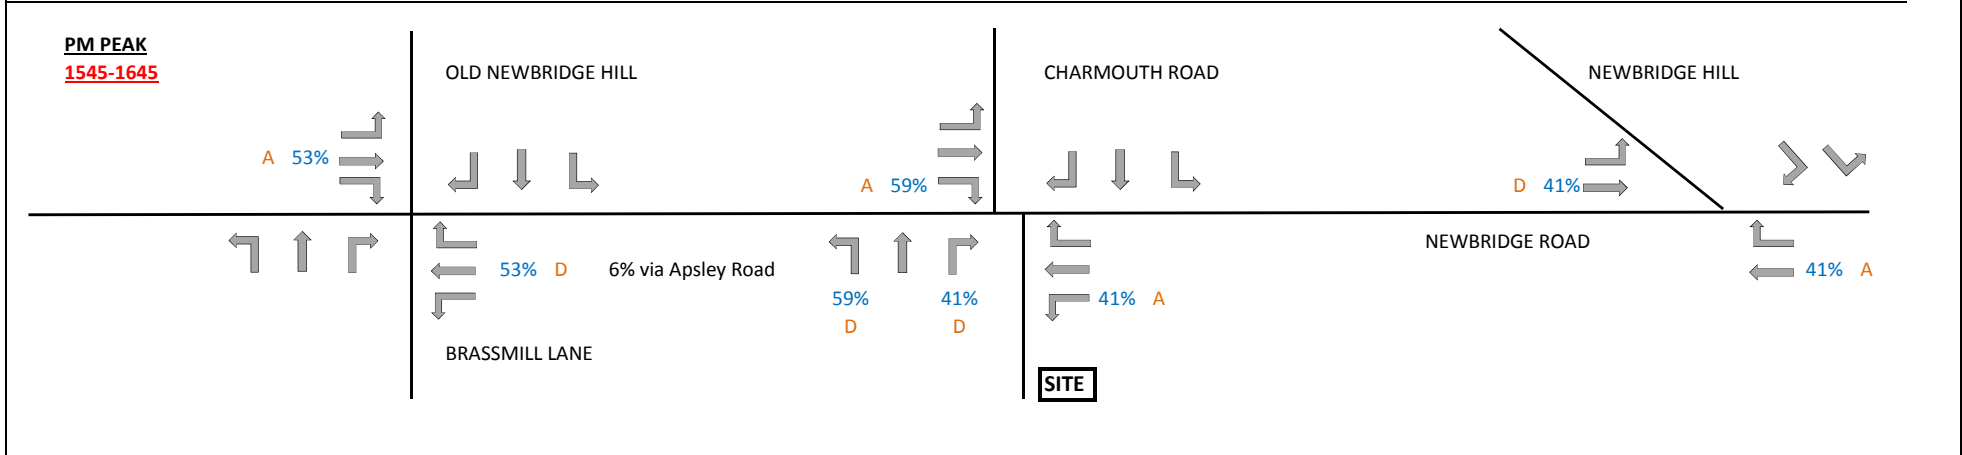 PM PEAK
1545-1645
OLD NEWBRIDGE HILL
CHARMOUTH ROAD
NEWBRIDGE HILL
A 53%
A 59%
D 41%
NEWBRIDGE ROAD
53% D
6% via Apsley Road
41% A
59%
41%
41% A
D
D
BRASSMILL LANE
SITE